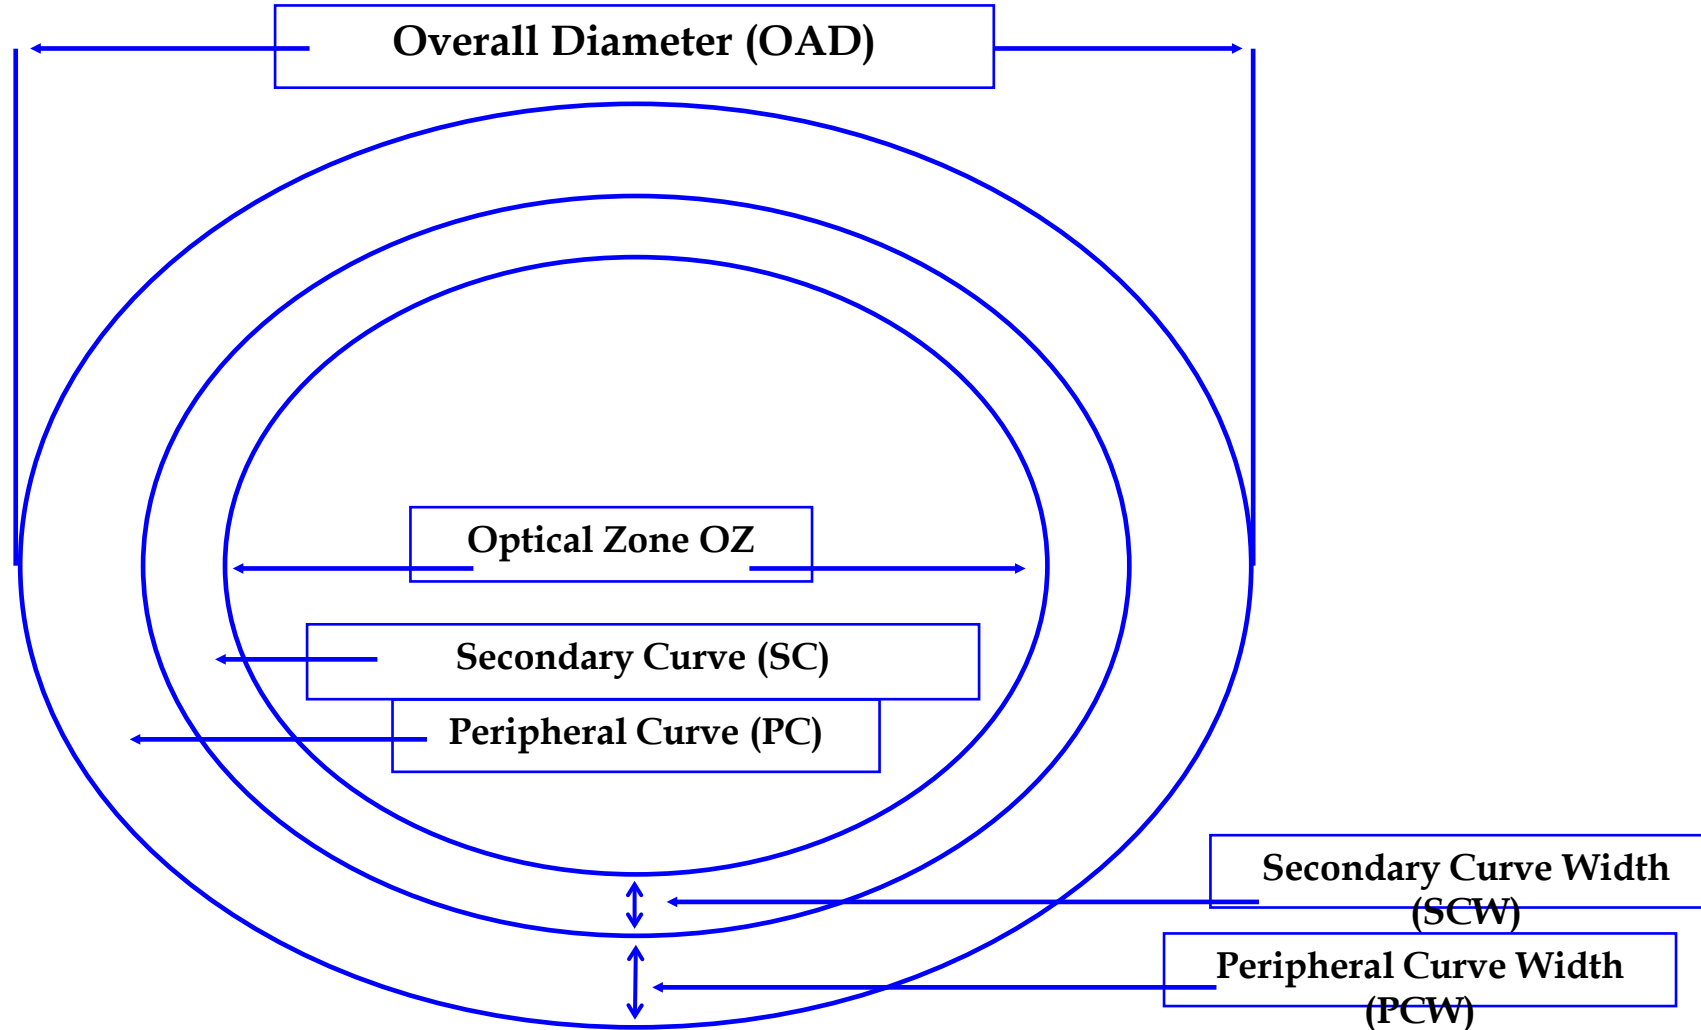 Overall Diameter (OAD)
Optical Zone OZ
Secondary Curve (SC)
Peripheral Curve (PC)
Secondary Curve Width
(SCW)
Peripheral Curve Width
(PCW)